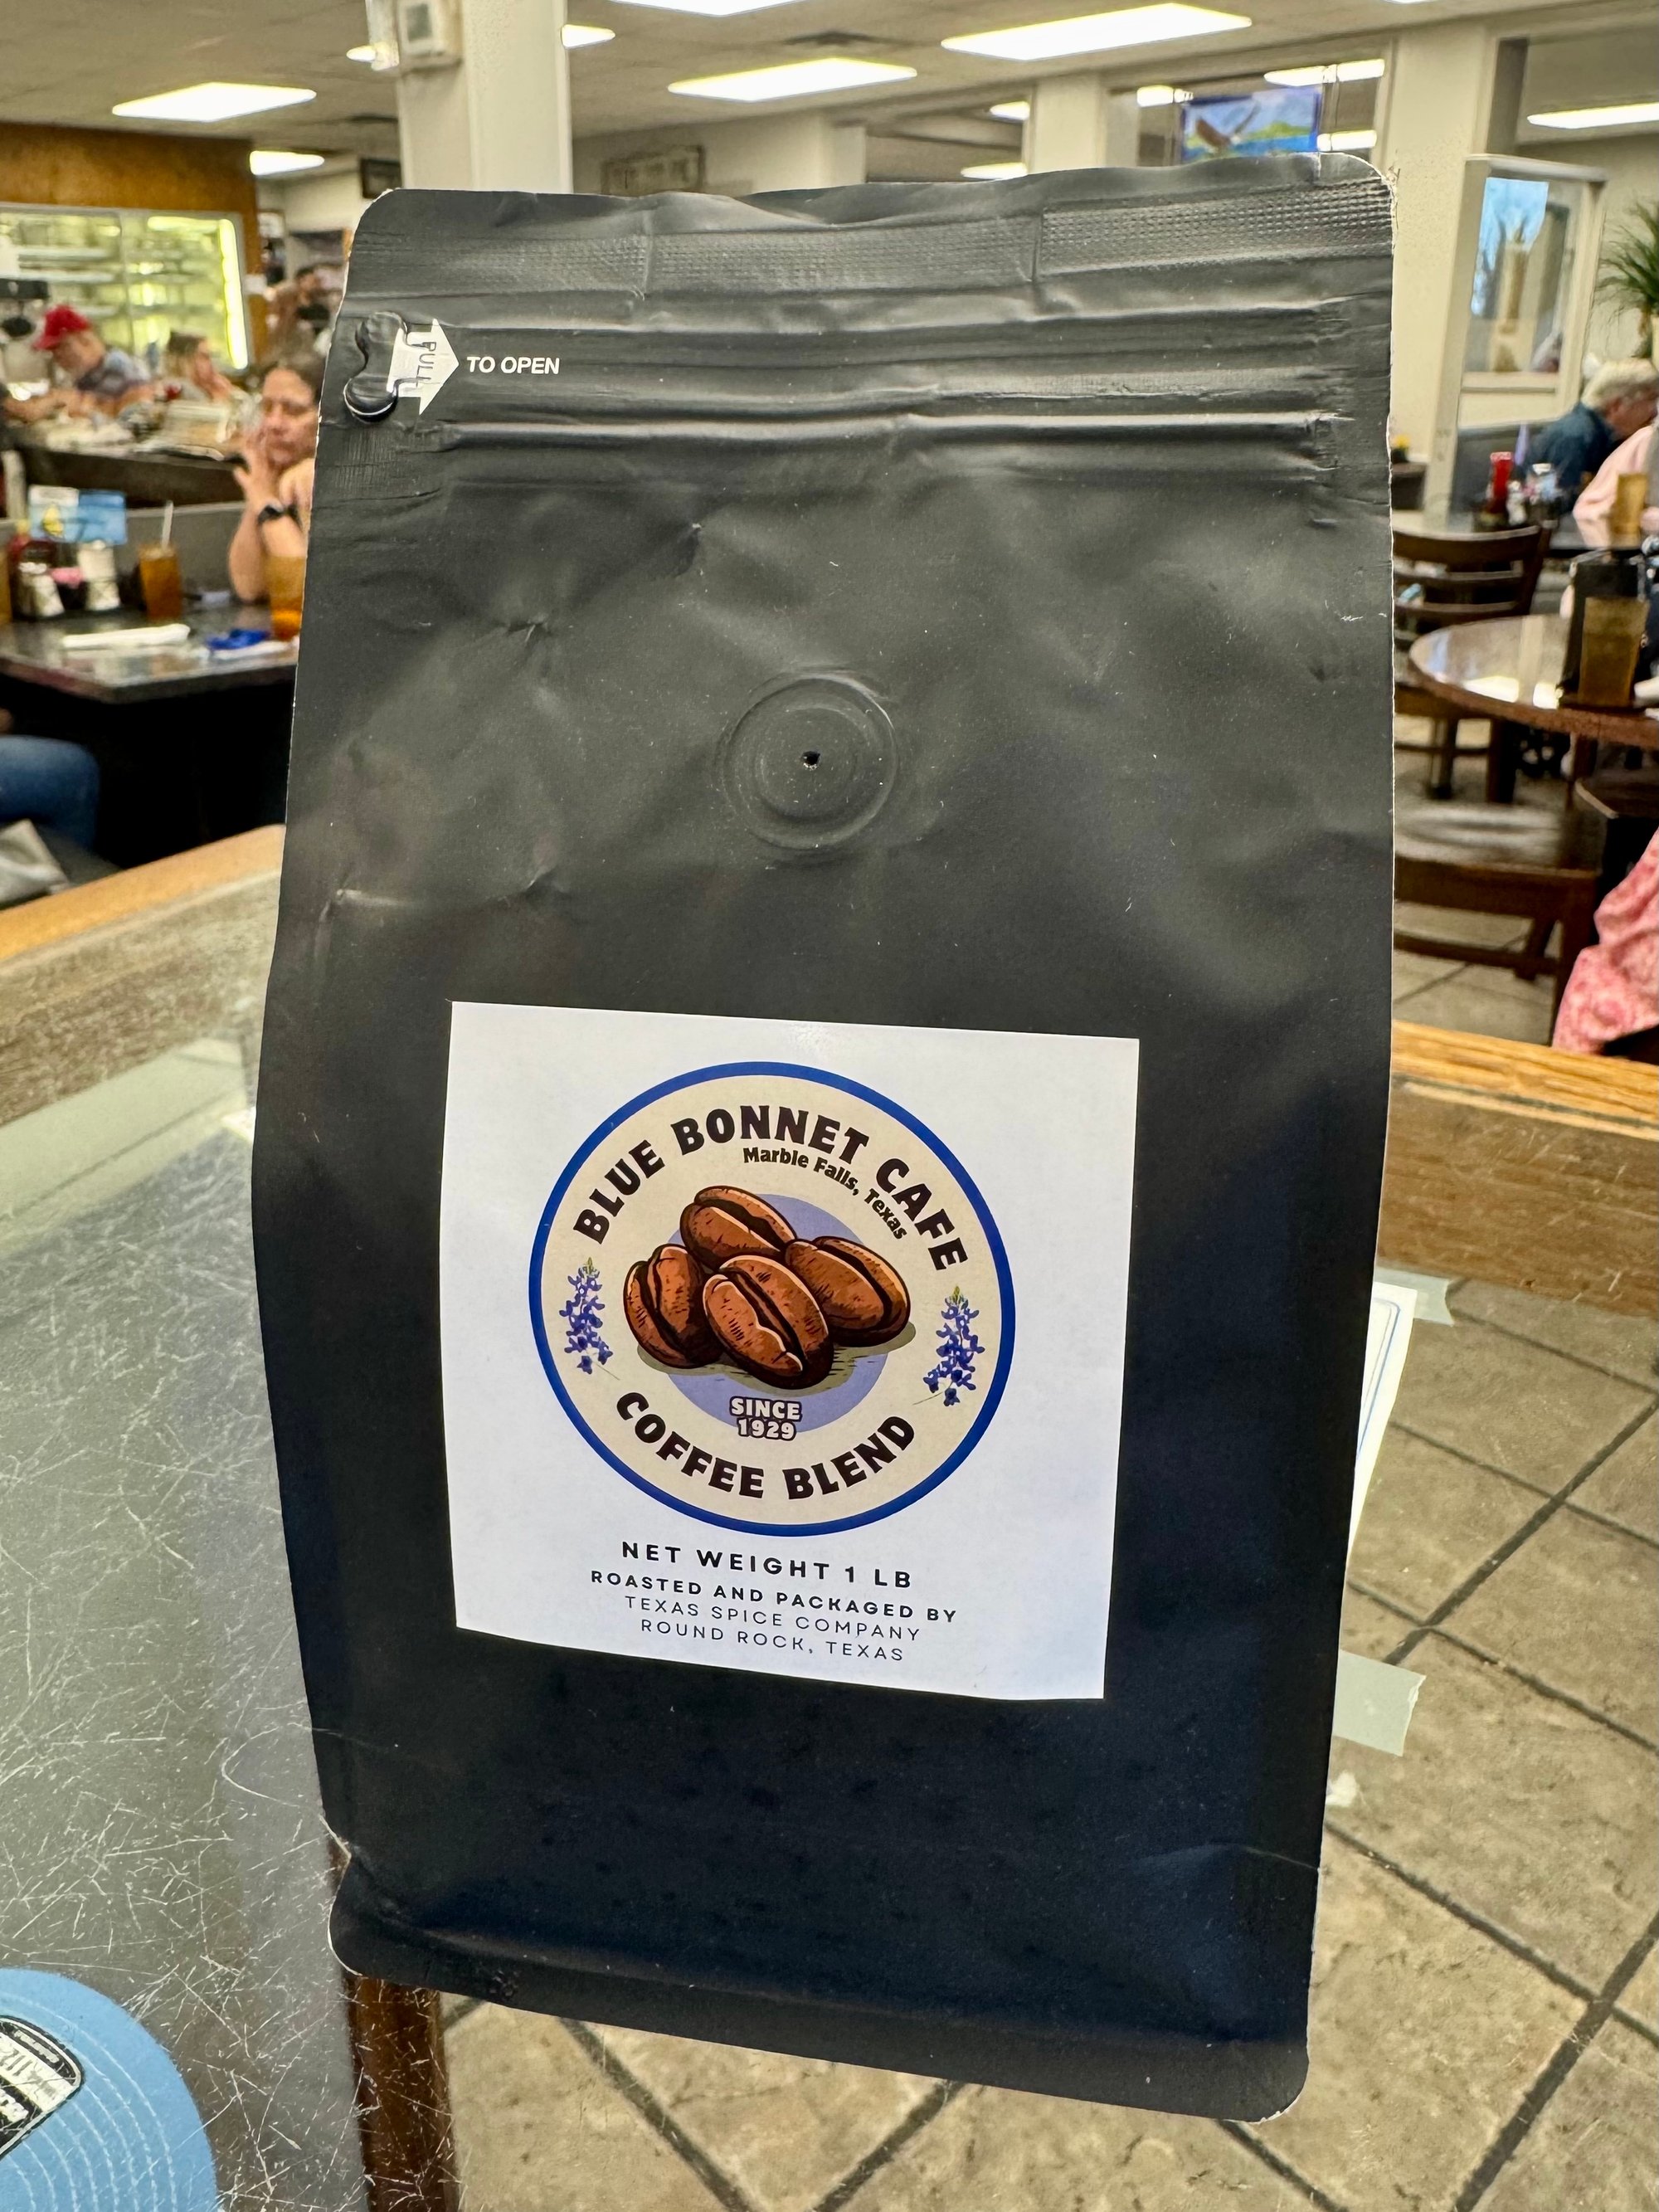 PULL
TO OPEN
BLUE BONNET CAFE
Marble Falls, Texas
SINCE
1929
COFFEE BLEND
NET WEIGHT 1 LB
ROASTED AND PACKAGED BY
TEXAS SPICE COMPANY
ROUND ROCK, TEXAS